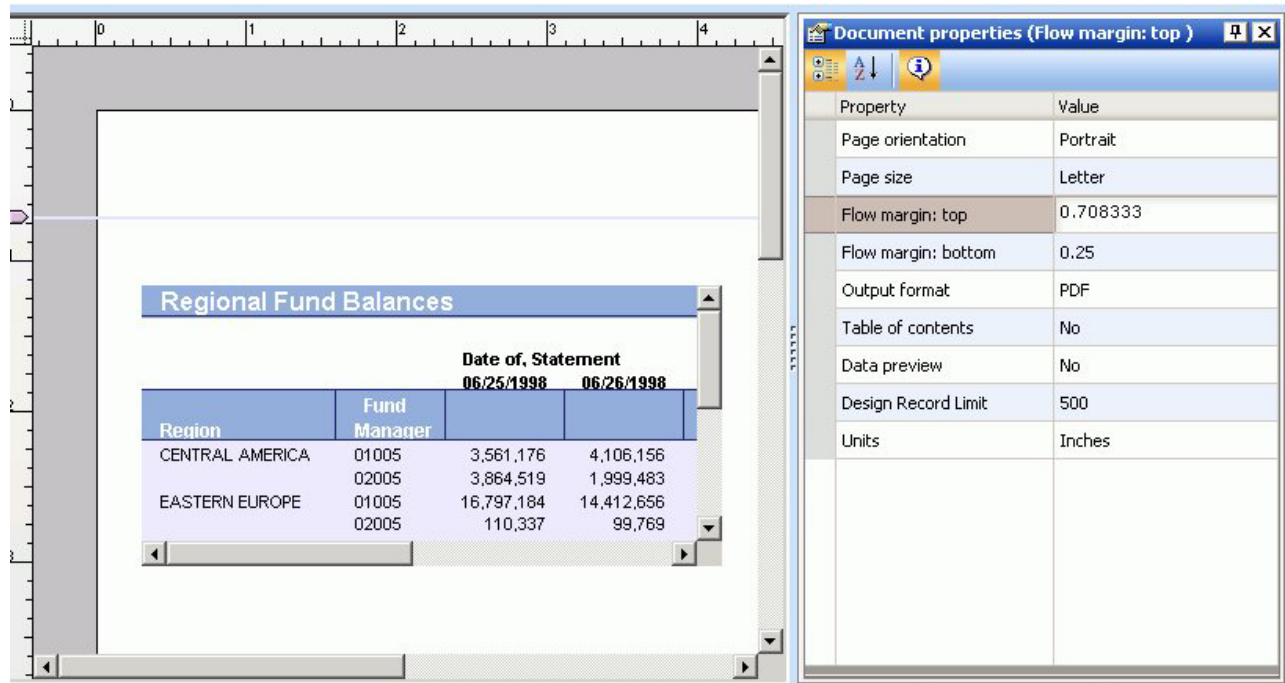 0 1 2 3 4
0
1
2
3
Regional Fund Balances
Date of, Statement
06/25/1998 06/26/1998
Region Fund Manager
CENTRAL AMERICA 01005 3,561,176 4,106,156
02005 3,864,519 1,999,483
EASTERN EUROPE 01005 16,797,184 14,412,656
02005 110,337 99,769
Document properties (Flow margin: top )
A Z
Property Value
Page orientation Portrait
Page size Letter
Flow margin: top 0.708333
Flow margin: bottom 0.25
Output format PDF
Table of contents No
Data preview No
Design Record Limit 500
Units Inches